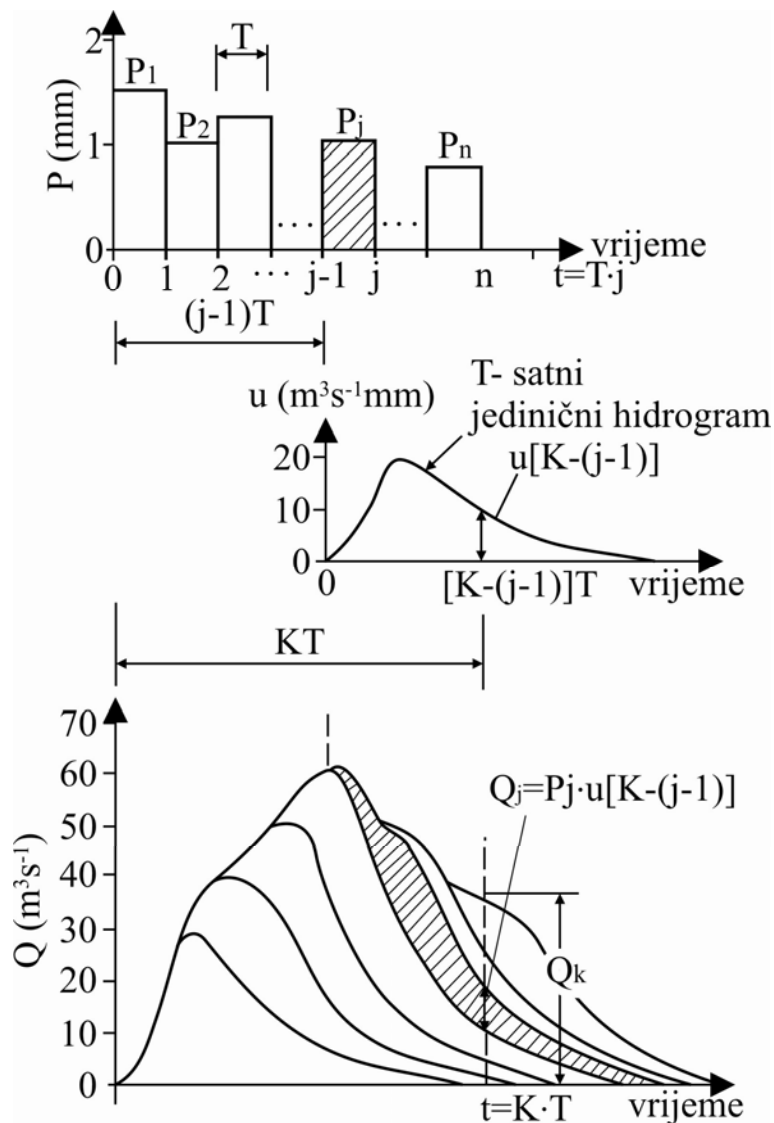 2
T
P1
P2
Pj
Pn
P (mm)
1
0
... ...
vrijeme
0 1 2 ... j-1 j n t=T·j
(j-1)T
u (m³s⁻¹mm)
T- satni
jedinični hidrogram
u[K-(j-1)]
20
10
0
0
[K-(j-1)]T
vrijeme
KT
70
60
50
40
30
20
10
0
Q (m³s⁻¹)
Qj=Pj·u[K-(j-1)]
Qk
t=K·T
vrijeme